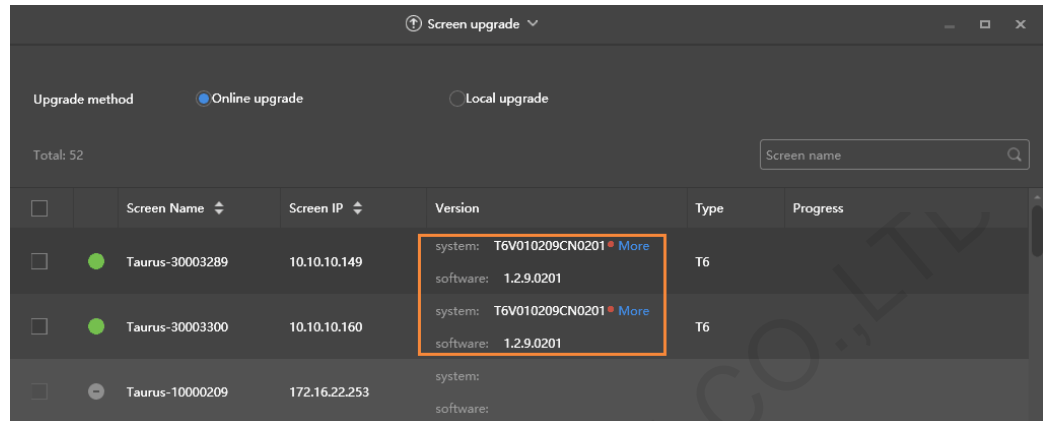 Screen upgrade
Upgrade method Online upgrade Local upgrade
Total: 52 Screen name
Screen Name Screen IP Version Type Progress
system: T6V010209CN0201 More
Taurus-30003289 10.10.10.149 T6
software: 1.2.9.0201
system: T6V010209CN0201 More
Taurus-30003300 10.10.10.160 T6
software: 1.2.9.0201
system:
Taurus-10000209 172.16.22.253
software:
CO.,LTD